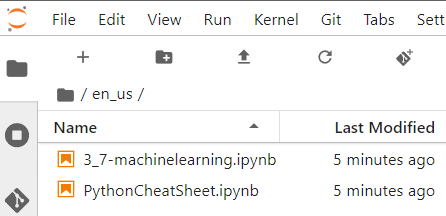 File Edit View Run Kernel Git Tabs Sett
/ en_us /
Name Last Modified
3_7-machinelearning.ipynb 5 minutes ago
PythonCheatSheet.ipynb 5 minutes ago